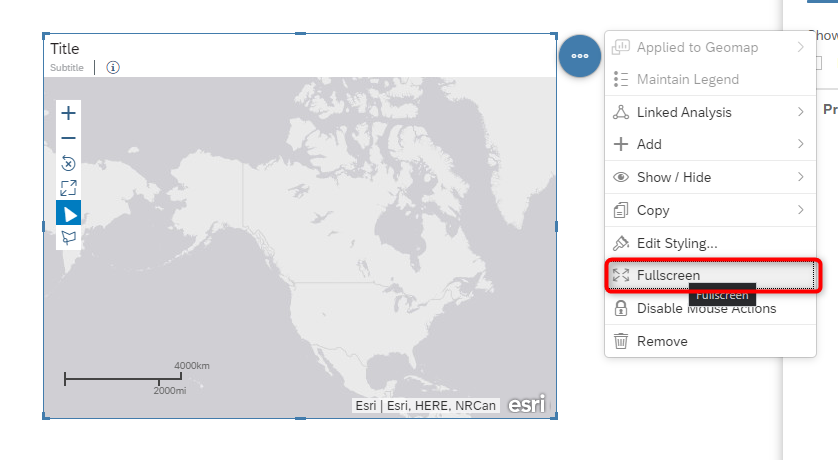 Title
Subtitle
4000km
2000mi
Esri | Esri, HERE, NRCan
esri
Applied to Geomap
Maintain Legend
Linked Analysis
Add
Show / Hide
Copy
Edit Styling...
Fullscreen
Fullscreen
Disable Mouse Actions
Remove
Show
Pr